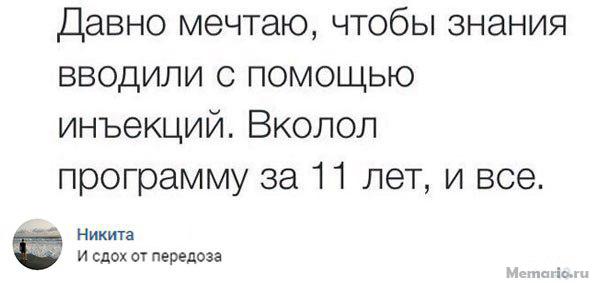 Давно мечтаю, чтобы знания
вводили с помощью
инъекций. Вколол
программу за 11 лет, и все.
Никита
И сдох от передоза
Memario.ru